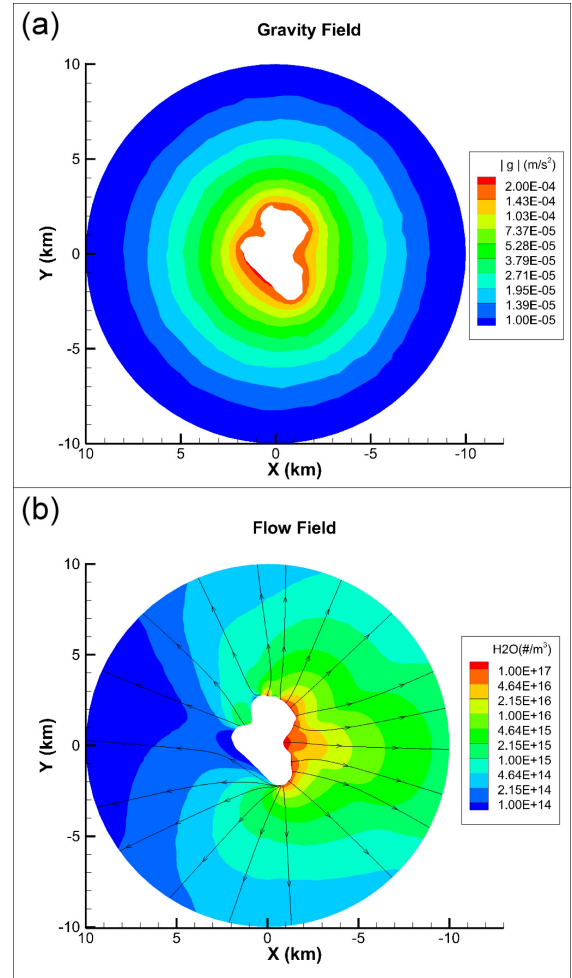 (a)
Gravity Field
10
5
0
-5
-10
Y (km)
10 5 0 -5 -10
X (km)
| g | (m/s²)
2.00E-04
1.43E-04
1.03E-04
7.37E-05
5.28E-05
3.79E-05
2.71E-05
1.95E-05
1.39E-05
1.00E-05
(b)
Flow Field
10
5
0
-5
-10
Y (km)
10 5 0 -5 -10
X (km)
H2O(#/m³)
1.00E+17
4.64E+16
2.15E+16
1.00E+16
4.64E+15
2.15E+15
1.00E+15
4.64E+14
2.15E+14
1.00E+14